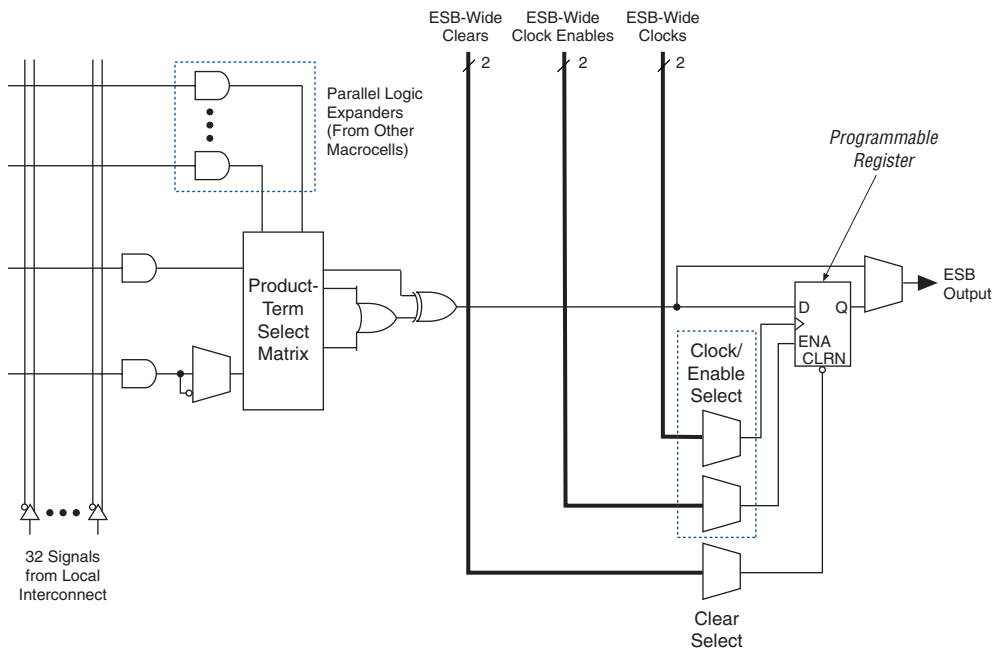 ESB-Wide
Clears
ESB-Wide
Clock Enables
ESB-Wide
Clocks
2
2
2
Parallel Logic
Expanders
(From Other
Macrocells)
Programmable
Register
Product-
Term
Select
Matrix
ESB
Output
D
Q
ENA
CLRN
Clock/
Enable
Select
32 Signals
from Local
Interconnect
Clear
Select